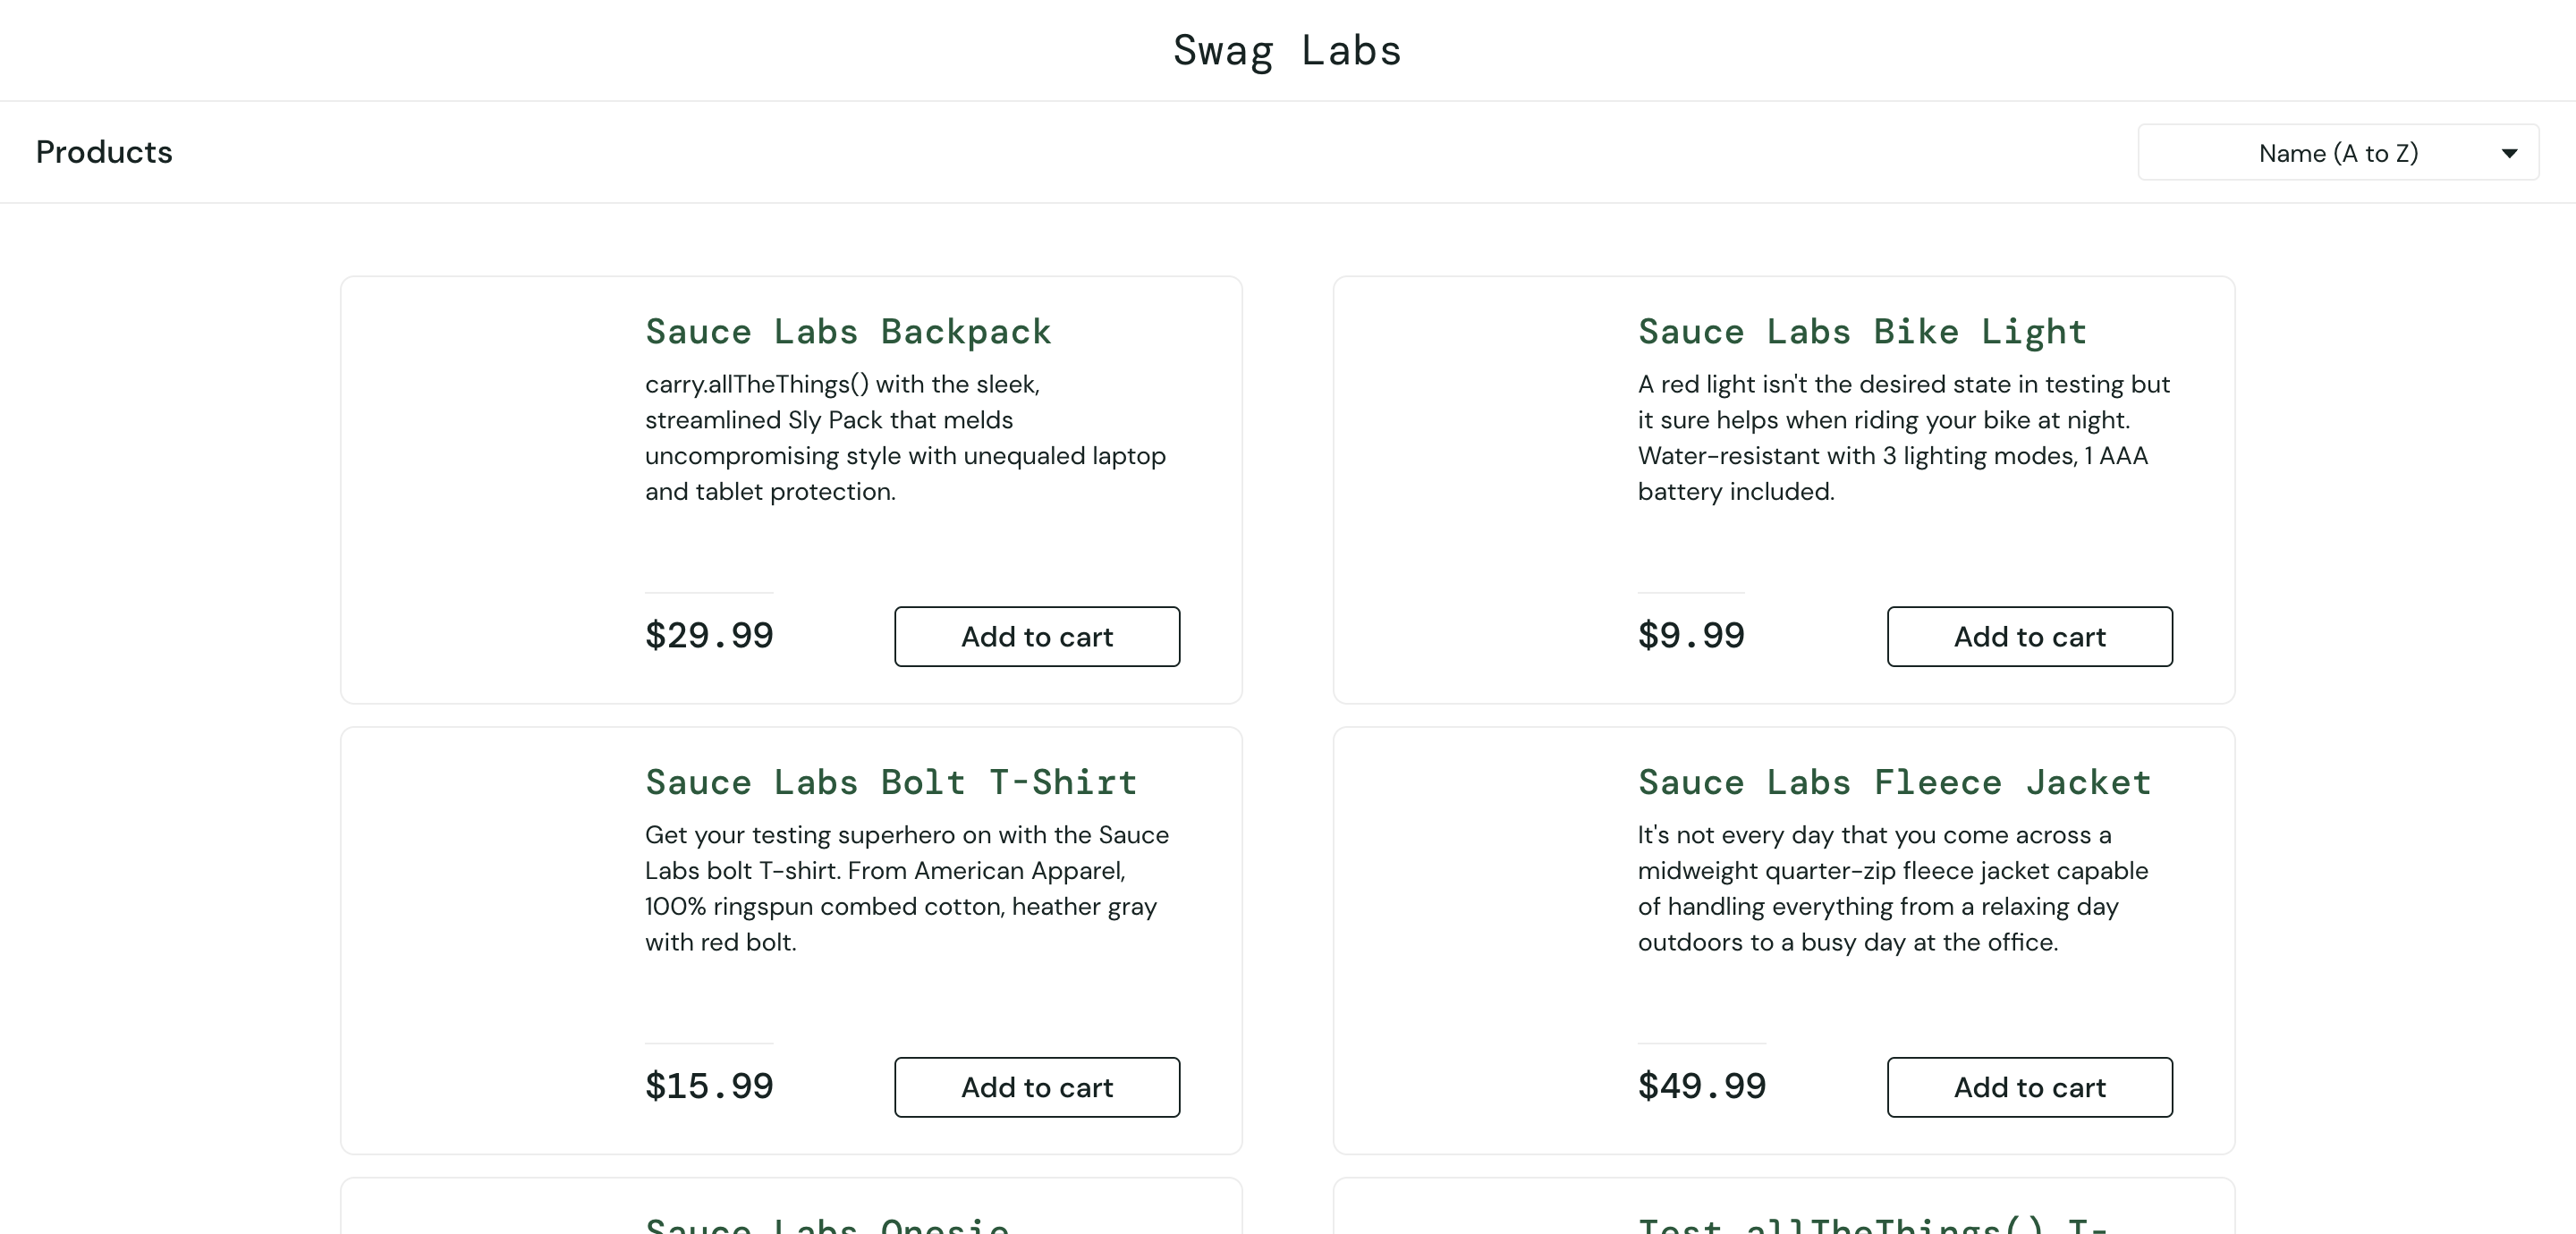 Swag Labs
Products
Name (A to Z)
Sauce Labs Backpack
carry.allTheThings() with the sleek,
streamlined Sly Pack that melds
uncompromising style with unequaled laptop
and tablet protection.
$29.99
Add to cart
Sauce Labs Bike Light
A red light isn't the desired state in testing but
it sure helps when riding your bike at night.
Water-resistant with 3 lighting modes, 1 AAA
battery included.
$9.99
Add to cart
Sauce Labs Bolt T-Shirt
Get your testing superhero on with the Sauce
Labs bolt T-shirt. From American Apparel,
100% ringspun combed cotton, heather gray
with red bolt.
$15.99
Add to cart
Sauce Labs Fleece Jacket
It's not every day that you come across a
midweight quarter-zip fleece jacket capable
of handling everything from a relaxing day
outdoors to a busy day at the office.
$49.99
Add to cart
Sauce Labs Onesie
Test.allTheThings() T-